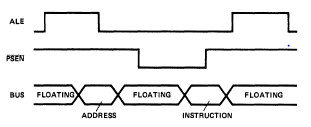 ALE
PSEN
BUS FLOATING FLOATING FLOATING
ADDRESS INSTRUCTION